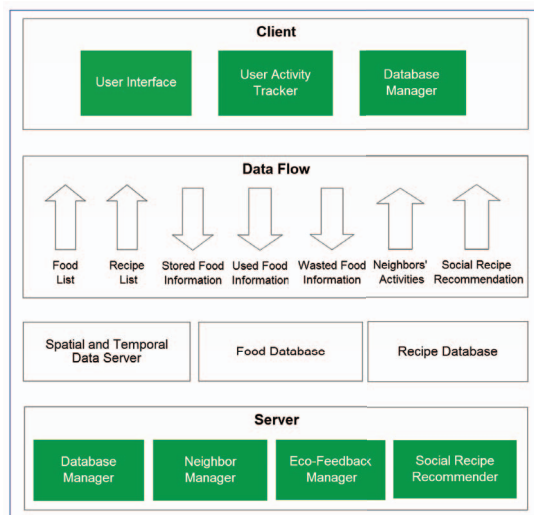 Client
User Interface
User Activity
Tracker
Database
Manager
Data Flow
Food
List
Recipe
List
Stored Food
Information
Used Food
Information
Wasted Food
Information
Neighbors'
Activities
Social Recipe
Recommendation
Spatial and Temporal
Data Server
Food Database
Recipe Database
Server
Database
Manager
Neighbor
Manager
Eco-Feedback
Manager
Social Recipe
Recommender